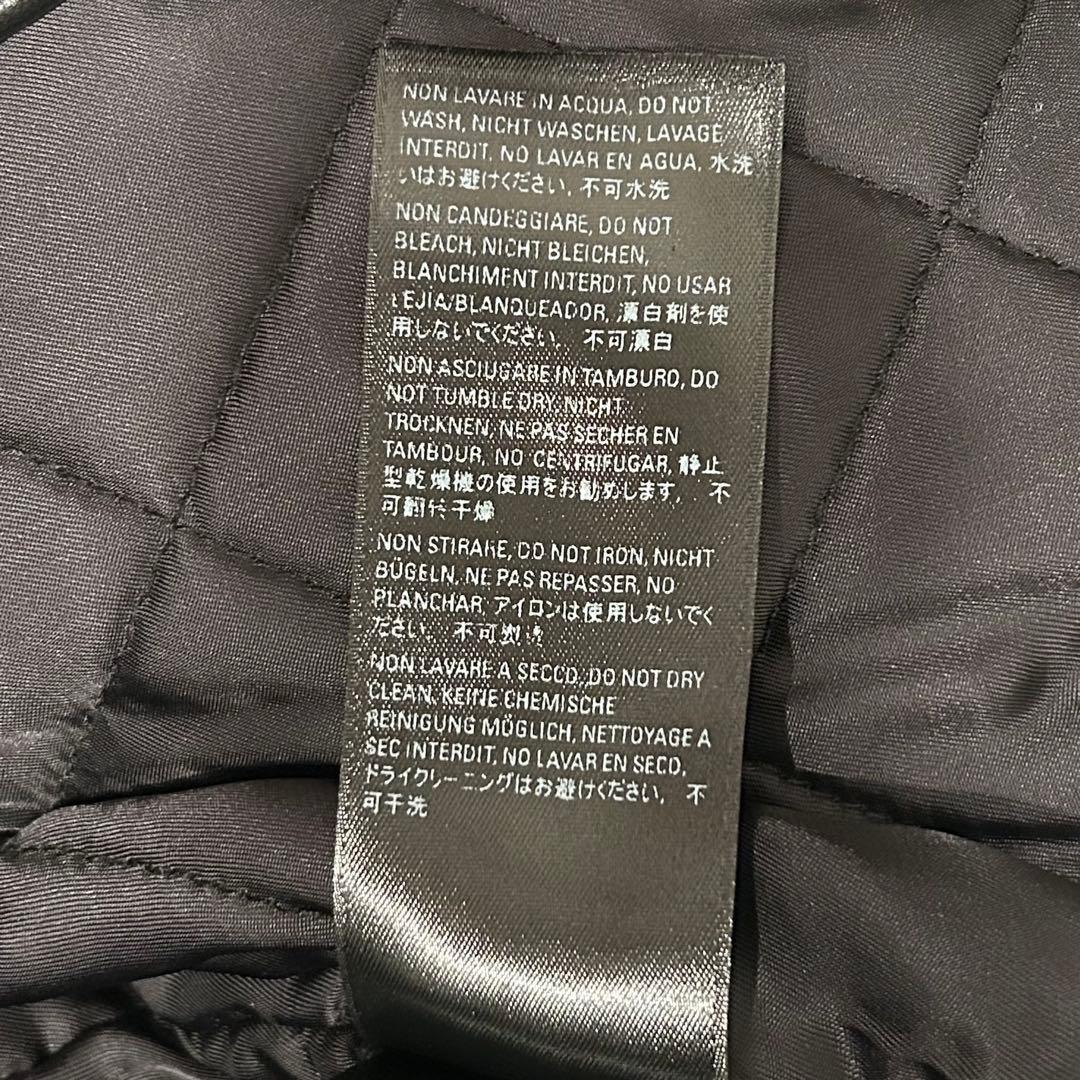 NON LAVARE IN ACQUA, DO NOT
WASH, NICHT WASCHEN, LAVAGE
INTERDIT, NO LAVAR EN AGUA, 水洗
いはお避けください, 不可水洗
NON CANDEGGIARE, DO NOT
BLEACH, NICHT BLEICHEN,
BLANCHIMENT INTERDIT, NO USAR
LEJÍA/BLANQUEADOR, 漂白剤を使
用しないでください, 不可漂白
NON ASCIUGARE IN TAMBURO, DO
NOT TUMBLE DRY, NICHT
TROCKNEN, NE PAS SECHER EN
TAMBOUR, NO CENTRIFUGAR, 静止
型乾燥機の使用をお勧めします, 不
可翻转干燥
NON STIRARE, DO NOT IRON, NICHT
BÜGELN, NE PAS REPASSER, NO
PLANCHAR, アイロンは使用しないでく
ださい, 不可
NON LAVARE A SECCO, DO NOT DRY
CLEAN, KEINE CHEMISCHE
REINIGUNG MÖGLICH, NETTOYAGE A
SEC INTERDIT, NO LAVAR EN SECO,
ドライクリーニングはお避けください, 不
可干洗